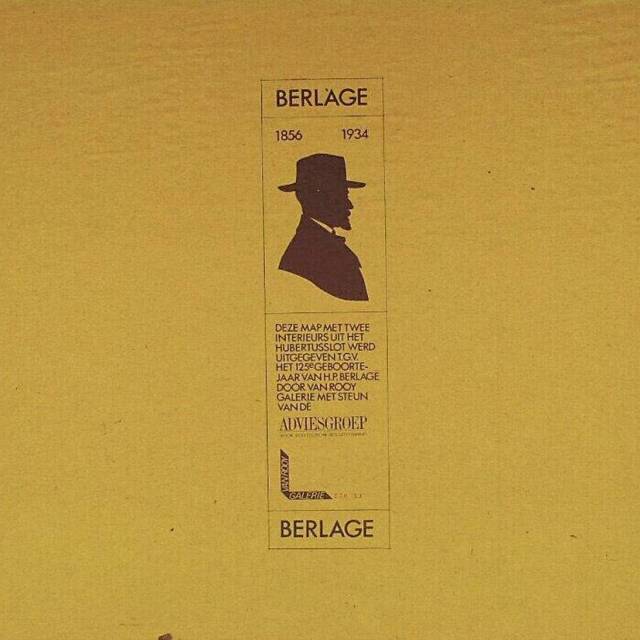 BERLAGE
1856 1934
DEZE MAP MET TWEE
INTERIEURS UIT HET
HUBERTUSSLOT WERD
UITGEGEVEN T.G.V.
HET 125e GEBOORTE-
JAAR VAN H.P. BERLAGE
DOOR VAN ROOY
GALERIE MET STEUN
VAN DE
ADVIESGROEP
VAN ROOY
GALERIE
BERLAGE